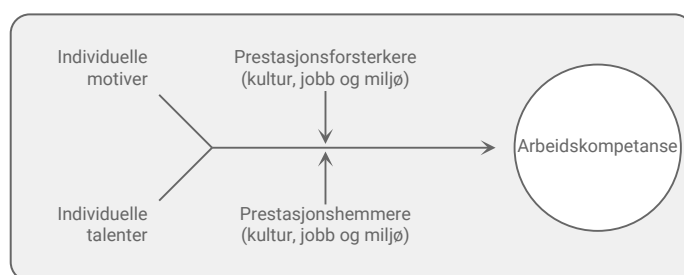 Individuelle
motiver
Prestasjonsforsterkere
(kultur, jobb og miljø)
Arbeidskompetanse
Individuelle
talenter
Prestasjonshemmere
(kultur, jobb og miljø)